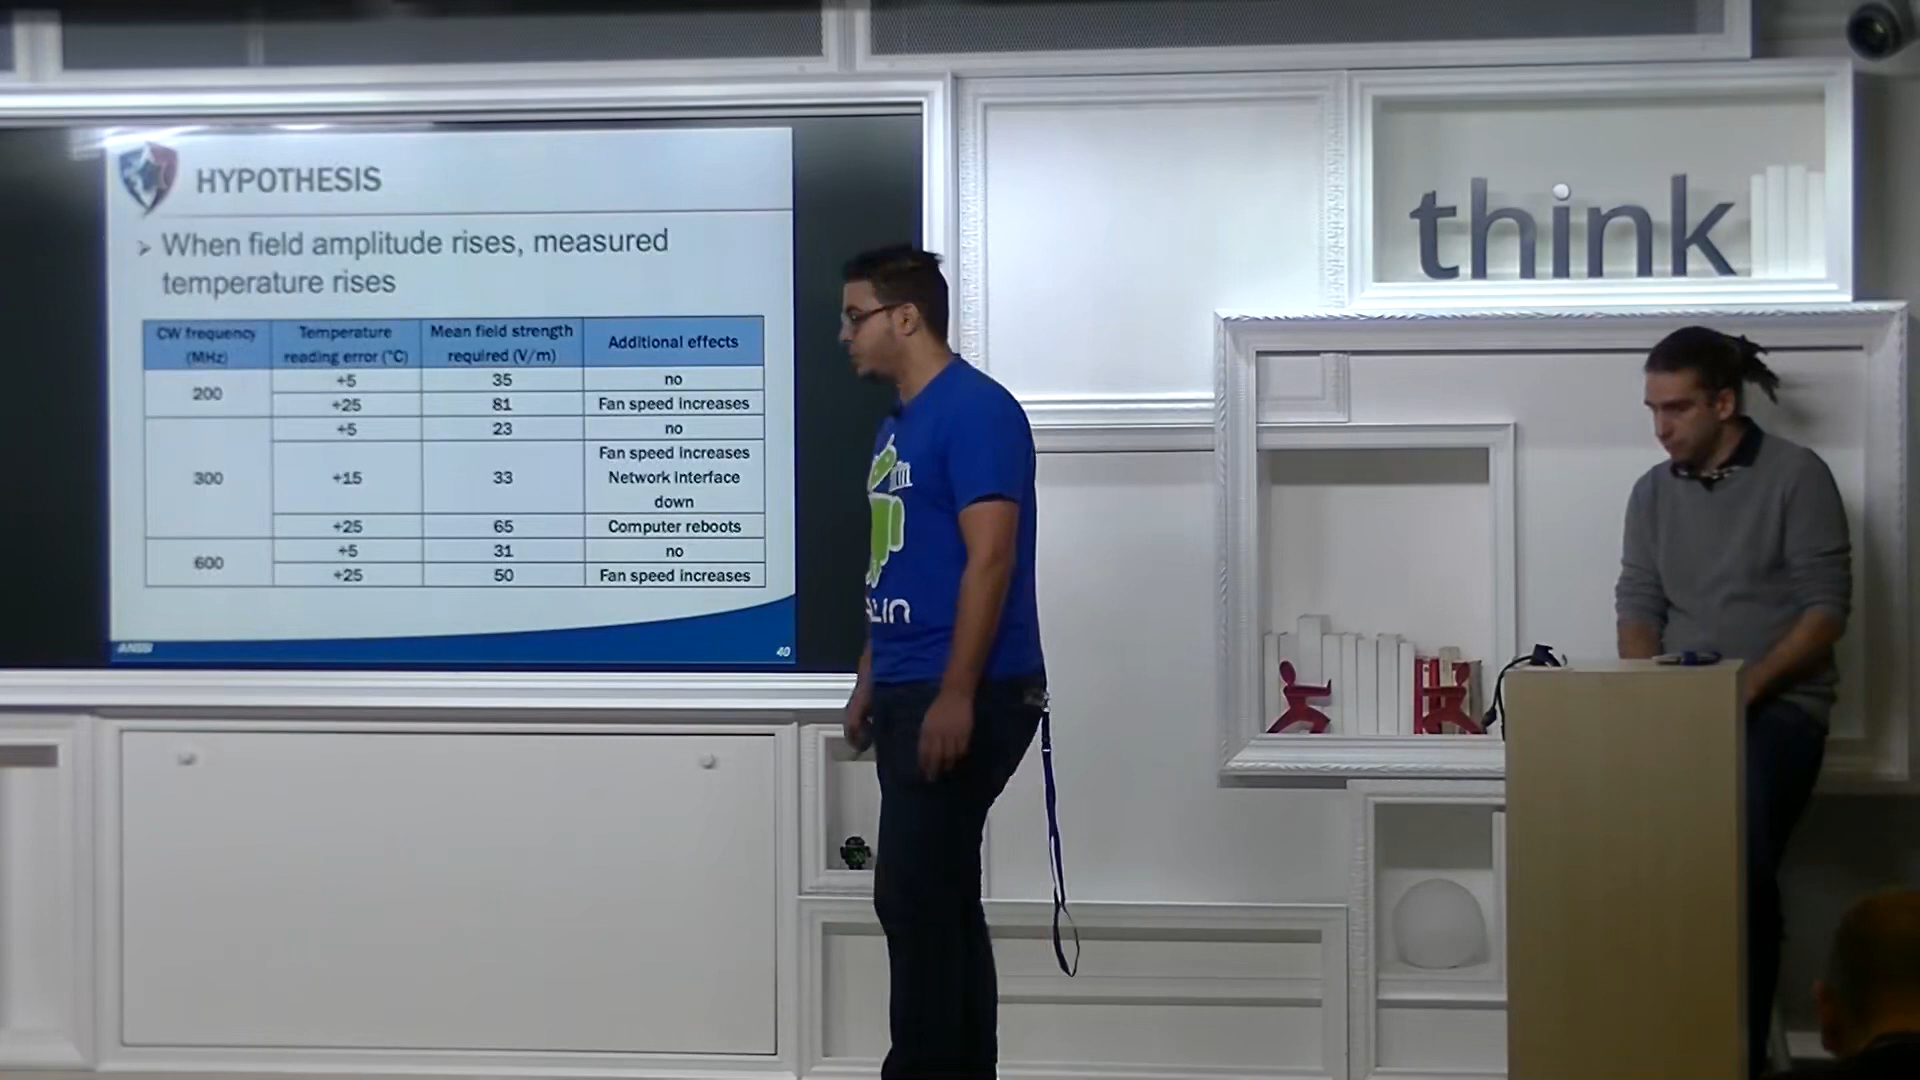 HYPOTHESIS
➢ When field amplitude rises, measured
temperature rises
CW frequency (MHz) Temperature reading error (°C) Mean field strength required (V/m) Additional effects
200 +5 35 no
+25 81 Fan speed increases
300 +5 23 no
+15 33 Fan speed increases
Network interface
down
+25 65 Computer reboots
600 +5 31 no
+25 50 Fan speed increases
ANSSI
40
think